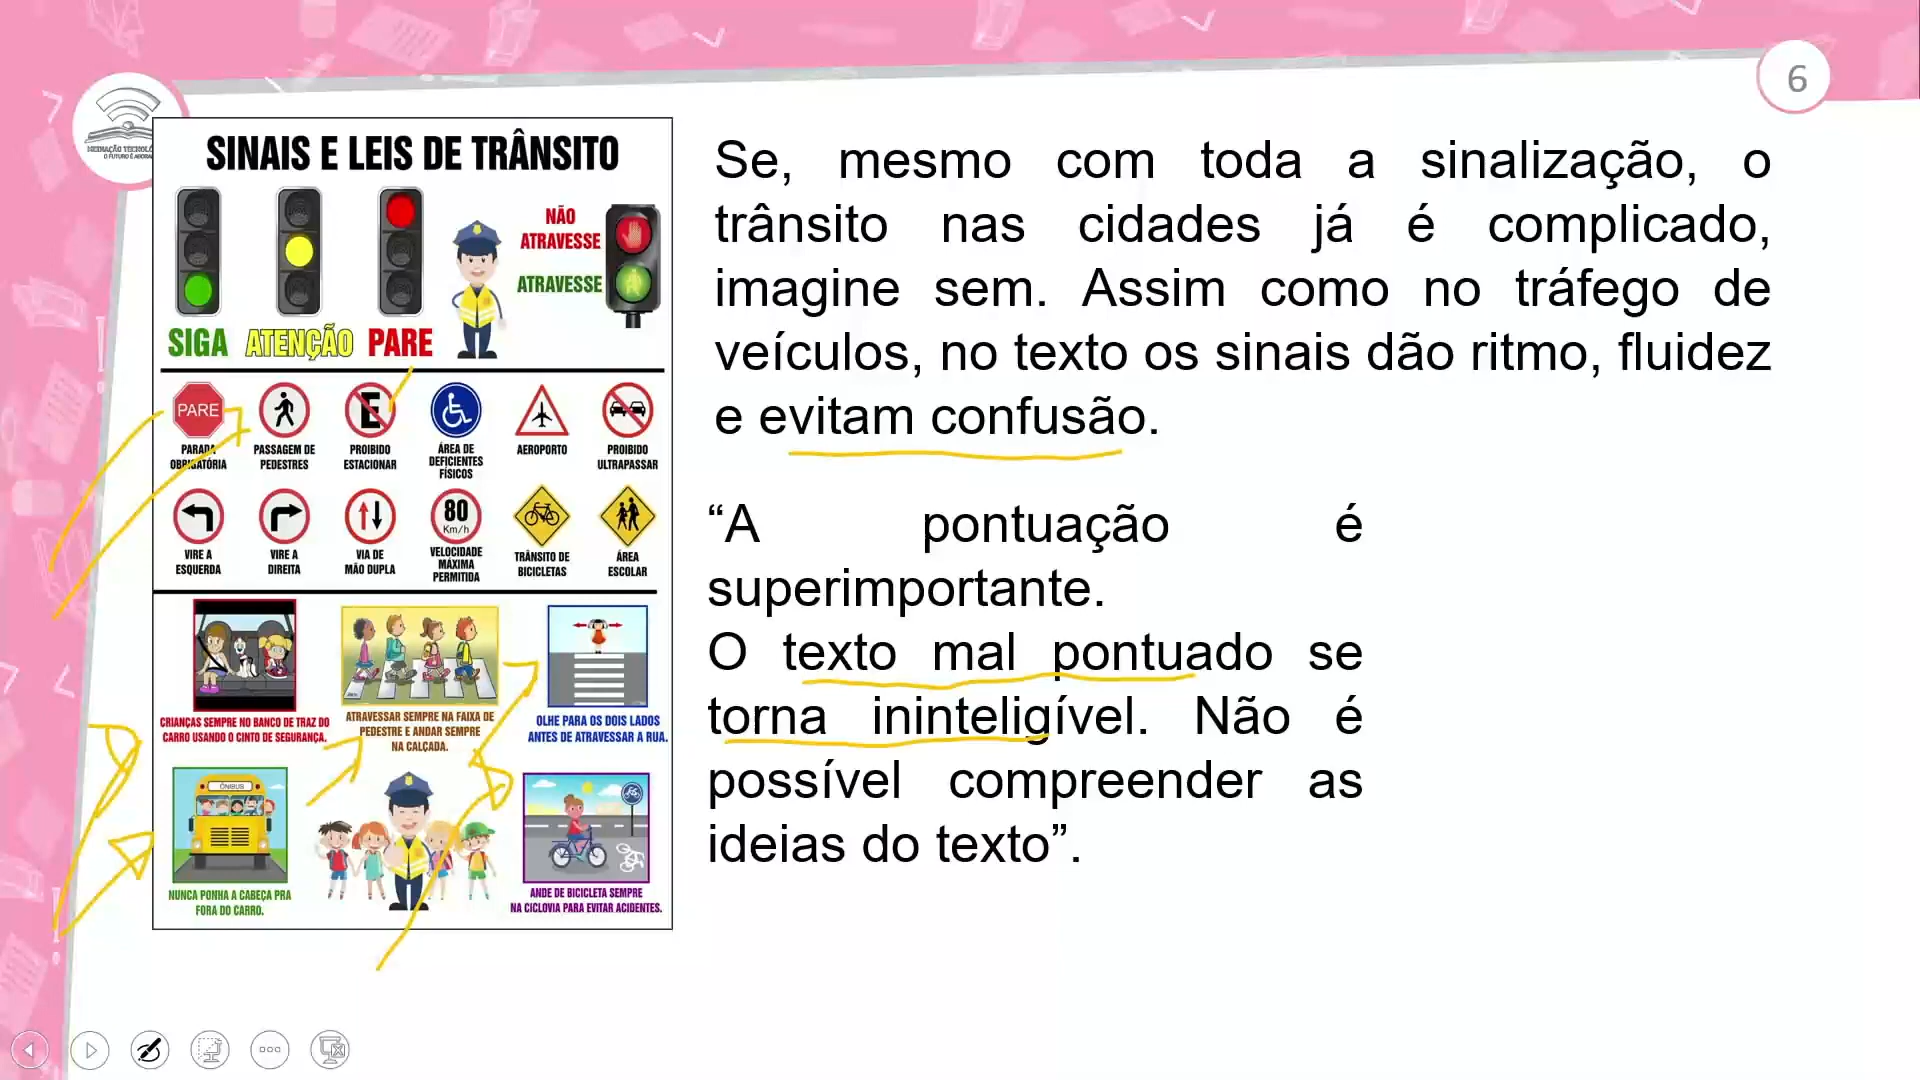 6
MEDIAÇÃO
O FUTURO É AGORA
SINAIS E LEIS DE TRÂNSITO
NÃO
ATRAVESSE
ATRAVESSE
SIGA ATENÇÃO PARE
PARE
E
PARADA
OBRIGATÓRIA
PASSAGEM DE
PEDESTRES
PROIBIDO
ESTACIONAR
ÁREA DE
DEFICIENTES
FÍSICOS
AEROPORTO
PROIBIDO
ULTRAPASSAR
80
Km/h
VIRE A
ESQUERDA
VIRE A
DIREITA
VIA DE
MÃO DUPLA
VELOCIDADE
MÁXIMA
PERMITIDA
TRÂNSITO DE
BICICLETAS
ÁREA
ESCOLAR
CRIANÇAS SEMPRE NO BANCO DE TRAZ DO
CARRO USANDO O CINTO DE SEGURANÇA.
ATRAVESSAR SEMPRE NA FAIXA DE
PEDESTRE E ANDAR SEMPRE
NA CALÇADA.
OLHE PARA OS DOIS LADOS
ANTES DE ATRAVESSAR A RUA.
ÔNIBUS
NUNCA PONHA A CABEÇA PRA
FORA DO CARRO.
ANDE DE BICICLETA SEMPRE
NA CICLOVIA PARA EVITAR ACIDENTES.
Se, mesmo com toda a sinalização, o
trânsito nas cidades já é complicado,
imagine sem. Assim como no tráfego de
veículos, no texto os sinais dão ritmo, fluidez
e evitam confusão.
“A pontuação é
superimportante.
O texto mal pontuado se
torna ininteligível. Não é
possível compreender as
ideias do texto”.